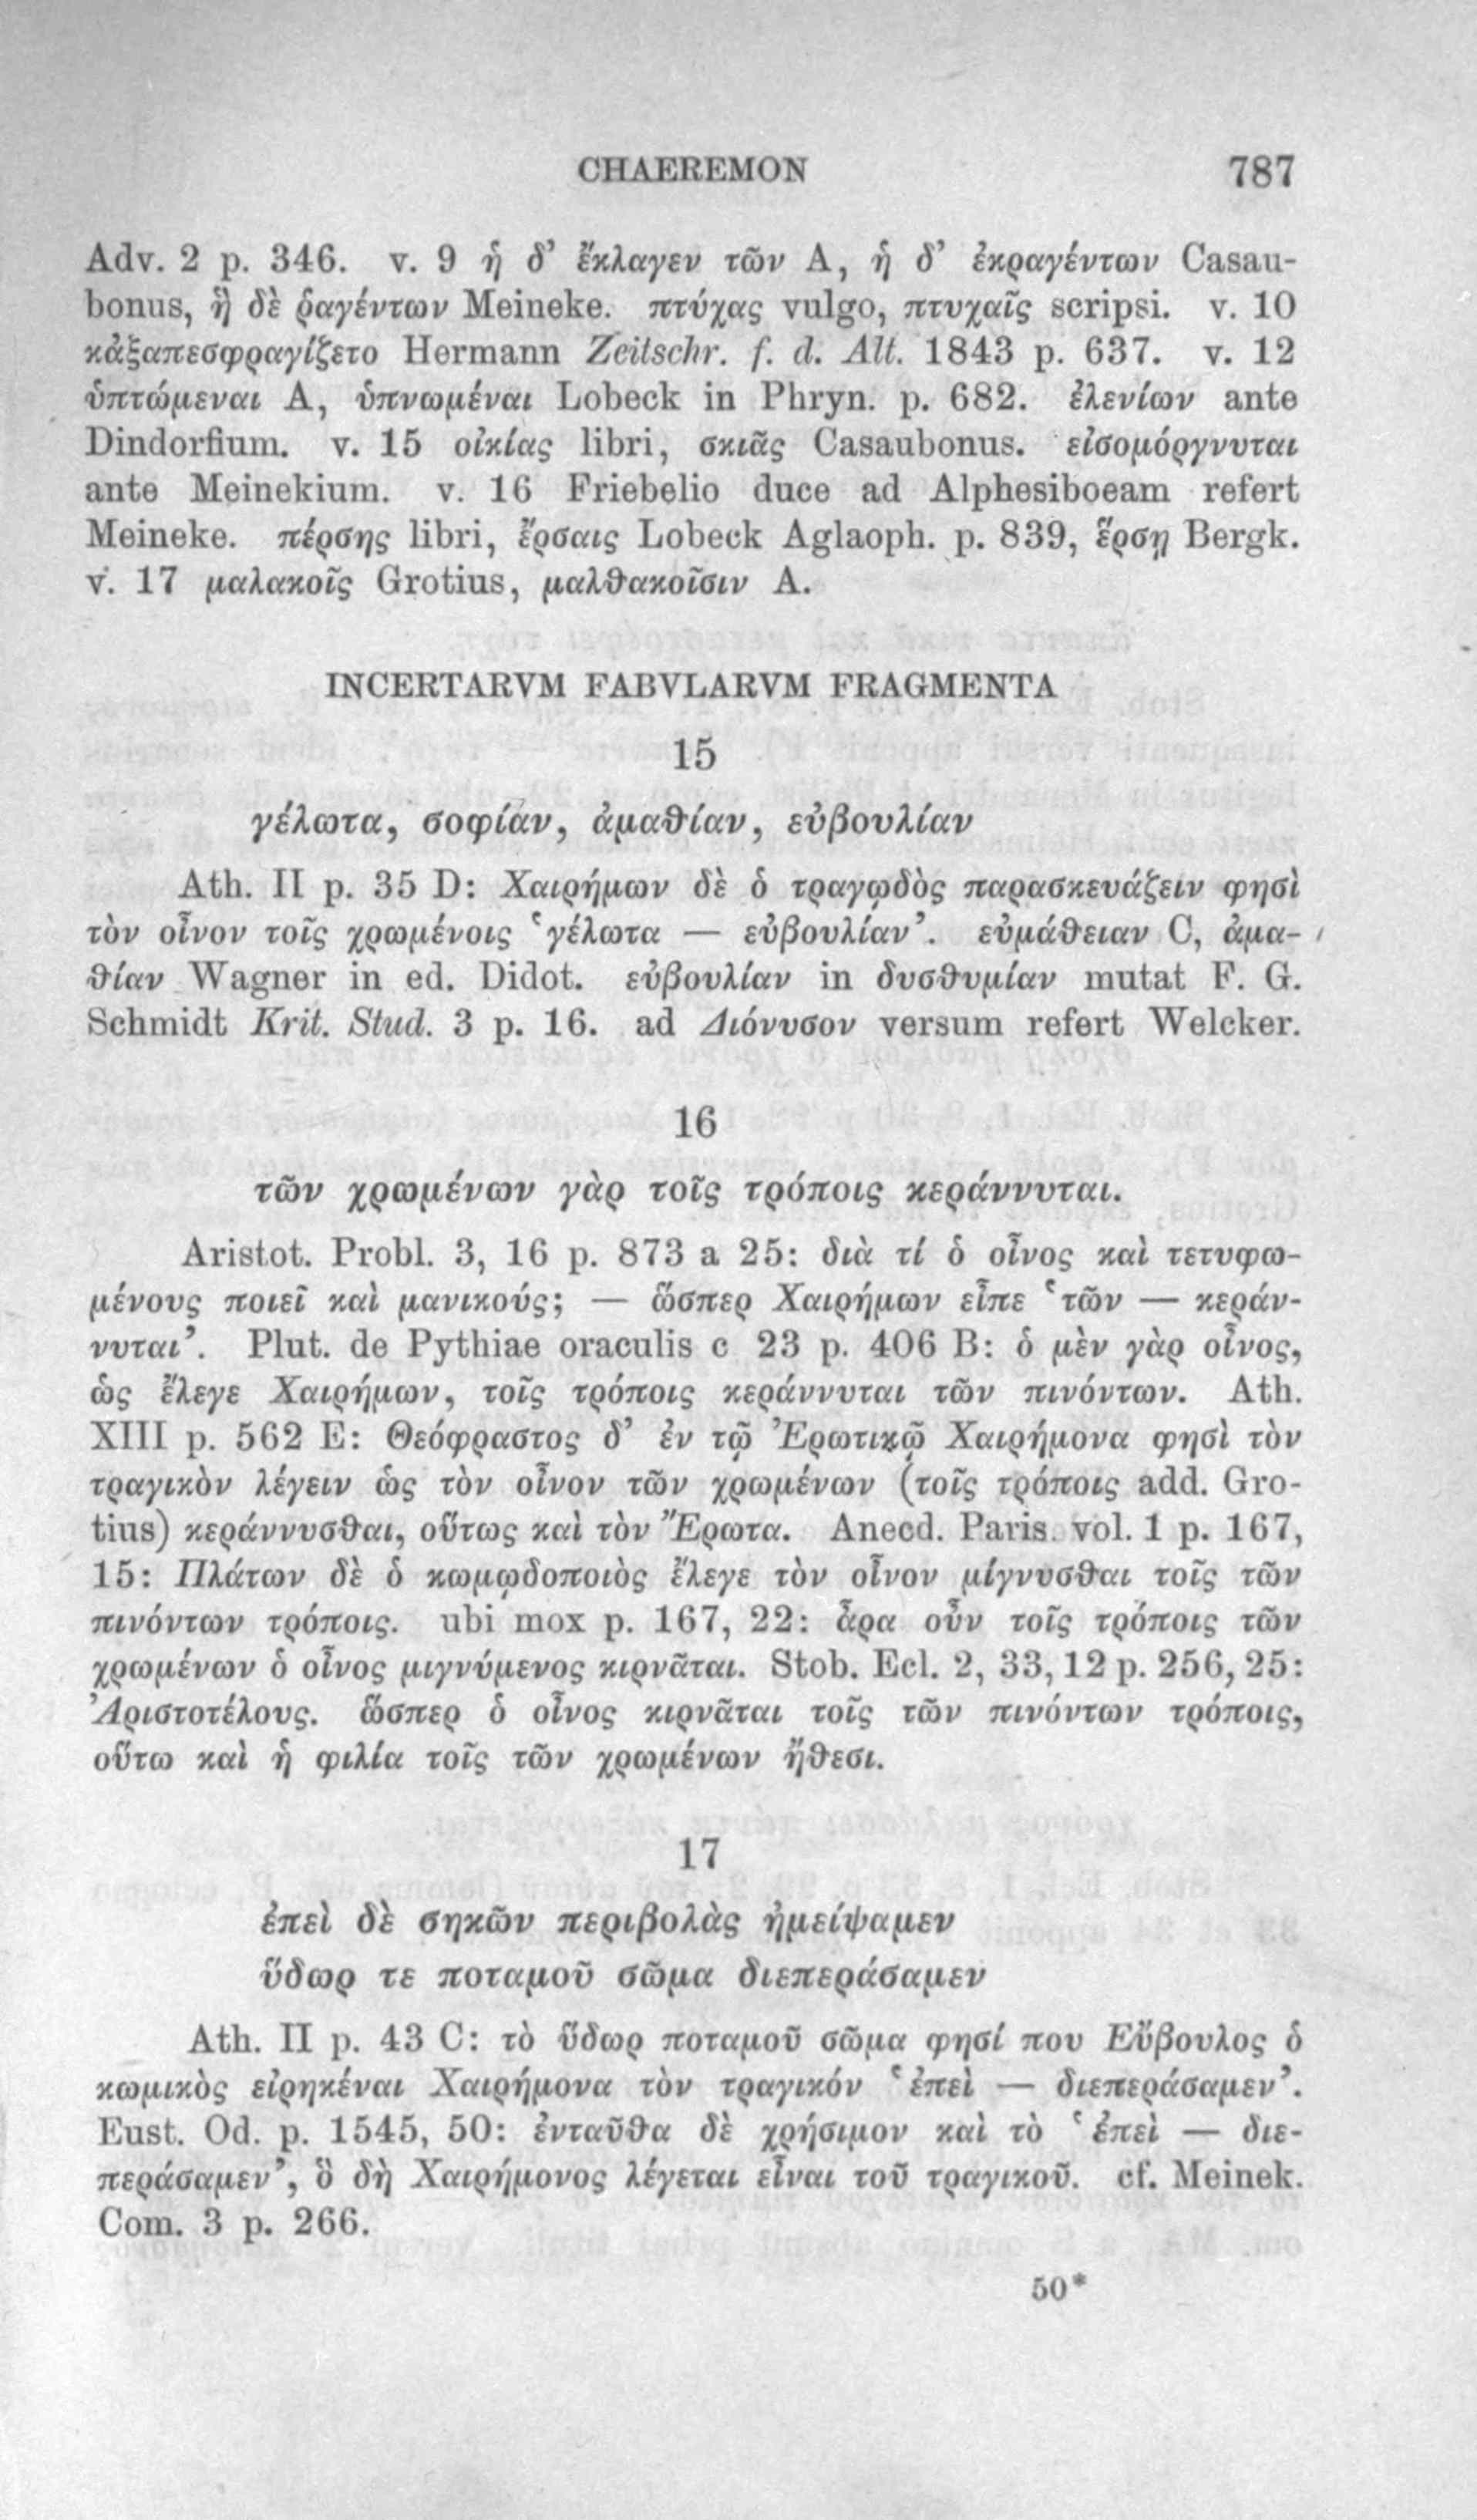 CHAEREMON 787
Adv. 2 p. 346. v. 9 ἡ δ’ ἔκλαγεν τῶν A, ἡ δ’ ἐκραγέντων Casau-
bonus, ἢ δὲ ῥαγέντων Meineke. πτύχας vulgo, πτυχαῖς scripsi. v. 10
κἀξαπεσφραγίζετο Hermann Zeitschr. f. d. Alt. 1843 p. 637. v. 12
ὑπτώμεναι A, ὑπνωμέναι Lobeck in Phryn. p. 682. ἐλενίων ante
Dindorfium. v. 15 οἰκίας libri, σκιᾶς Casaubonus. εἰσομόργνυται
ante Meinekium. v. 16 Friebelio duce ad Alphesiboeam refert
Meineke. πέρσης libri, ἔρσαις Lobeck Aglaoph. p. 839, ἕρσῃ Bergk.
v. 17 μαλακοῖς Grotius, μαλθακοῖσιν A.
INCERTARVM FABVLARVM FRAGMENTA
15
γέλωτα, σοφίαν, ἀμαθίαν, εὐβουλίαν
Ath. II p. 35 D: Χαιρήμων δὲ ὁ τραγῳδὸς παρασκευάζειν φησὶ
τὸν οἶνον τοῖς χρωμένοις ‘γέλωτα — εὐβουλίαν’. εὐμάθειαν C, ἀμα-
θίαν Wagner in ed. Didot. εὐβουλίαν in δυσθυμίαν mutat F. G.
Schmidt Krit. Stud. 3 p. 16. ad Διόνυσον versum refert Welcker.
16
τῶν χρωμένων γὰρ τοῖς τρόποις κεράννυται.
Aristot. Probl. 3, 16 p. 873 a 25: διὰ τί ὁ οἶνος καὶ τετυφω-
μένους ποιεῖ καὶ μανικούς; — ὥσπερ Χαιρήμων εἶπε ‘τῶν — κεράν-
νυται’. Plut. de Pythiae oraculis c 23 p. 406 B: ὁ μὲν γὰρ οἶνος,
ὡς ἔλεγε Χαιρήμων, τοῖς τρόποις κεράννυται τῶν πινόντων. Ath.
XIII p. 562 E: Θεόφραστος δ’ ἐν τῷ Ἐρωτικῷ Χαιρήμονα φησὶ τὸν
τραγικὸν λέγειν ὡς τὸν οἶνον τῶν χρωμένων (τοῖς τρόποις add. Gro-
tius) κεράννυσθαι, οὕτως καὶ τὸν Ἔρωτα. Anecd. Paris. vol. 1 p. 167,
15: Πλάτων δὲ ὁ κωμῳδοποιὸς ἔλεγε τὸν οἶνον μίγνυσθαι τοῖς τῶν
πινόντων τρόποις. ubi mox p. 167, 22: ἆρα οὖν τοῖς τρόποις τῶν
χρωμένων ὁ οἶνος μιγνύμενος κιρνᾶται. Stob. Ecl. 2, 33, 12 p. 256, 25:
Ἀριστοτέλους. ὥσπερ ὁ οἶνος κιρνᾶται τοῖς τῶν πινόντων τρόποις,
οὕτω καὶ ἡ φιλία τοῖς τῶν χρωμένων ἤθεσι.
17
ἐπεὶ δὲ σηκῶν περιβολὰς ἠμείψαμεν
ὕδωρ τε ποταμοῦ σῶμα διεπεράσαμεν
Ath. II p. 43 C: τὸ ὕδωρ ποταμοῦ σῶμα φησί που Εὔβουλος ὁ
κωμικὸς εἰρηκέναι Χαιρήμονα τὸν τραγικόν ‘ἐπεὶ — διεπεράσαμεν’.
Eust. Od. p. 1545, 50: ἐνταῦθα δὲ χρήσιμον καὶ τὸ ‘ἐπεὶ — διε-
περάσαμεν’, ὃ δὴ Χαιρήμονος λέγεται εἶναι τοῦ τραγικοῦ. cf. Meinek.
Com. 3 p. 266.
50*